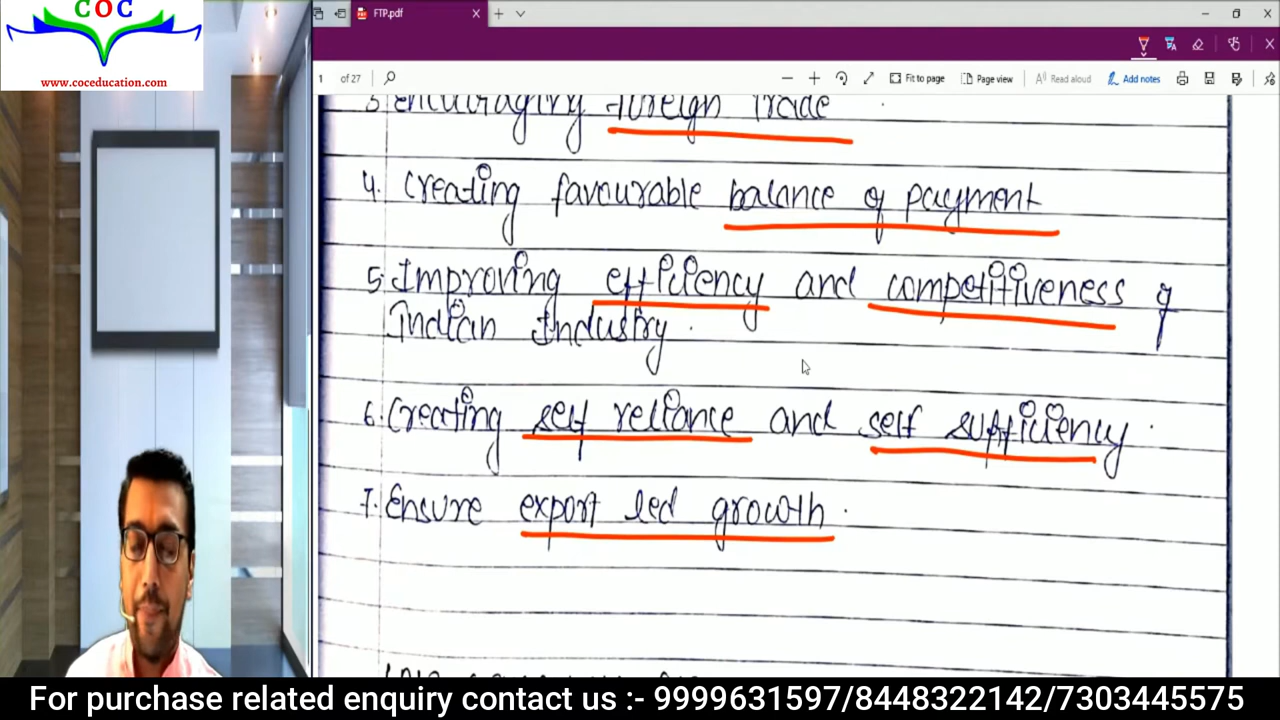 COC
www.coceducation.com
FTP.pdf
1 of 27
Fit to page
Page view
Read aloud
Add notes
3 Encouraging foreign Trade
4. Creating favourable balance of payment
5. Improving efficiency and competitiveness of
Indian Industry.
6. Creating self reliance and self sufficiency.
7. Ensure export led growth.
For purchase related enquiry contact us :- 9999631597/8448322142/7303445575